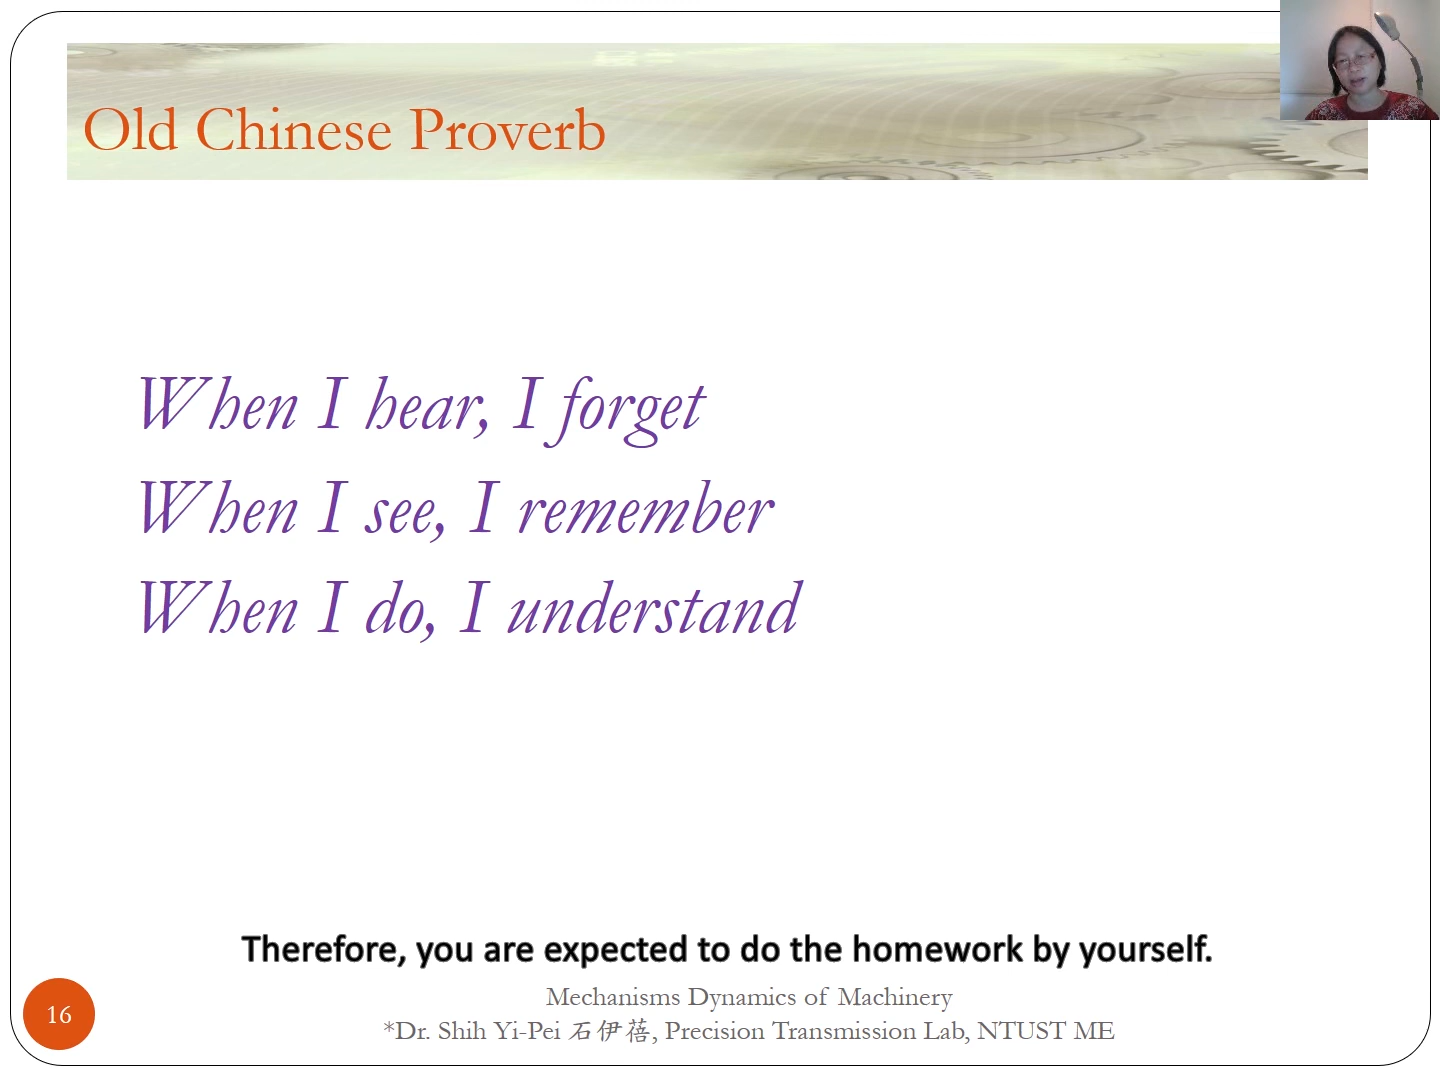 Old Chinese Proverb
When I hear, I forget
When I see, I remember
When I do, I understand
Therefore, you are expected to do the homework by yourself.
16
Mechanisms Dynamics of Machinery
*Dr. Shih Yi-Pei 石伊蓓, Precision Transmission Lab, NTUST ME